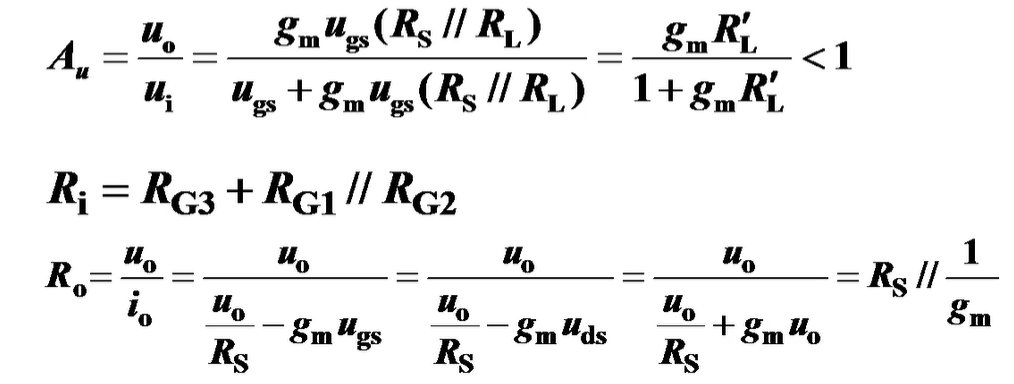 A_u = u_o / u_i = g_m u_gs (R_S // R_L) / (u_gs + g_m u_gs (R_S // R_L)) = g_m R′_L / (1 + g_m R′_L) < 1
R_i = R_G3 + R_G1 // R_G2
R_o = u_o / i_o = u_o / (u_o / R_S − g_m u_gs) = u_o / (u_o / R_S − g_m u_ds) = u_o / (u_o / R_S + g_m u_o) = R_S // 1 / g_m